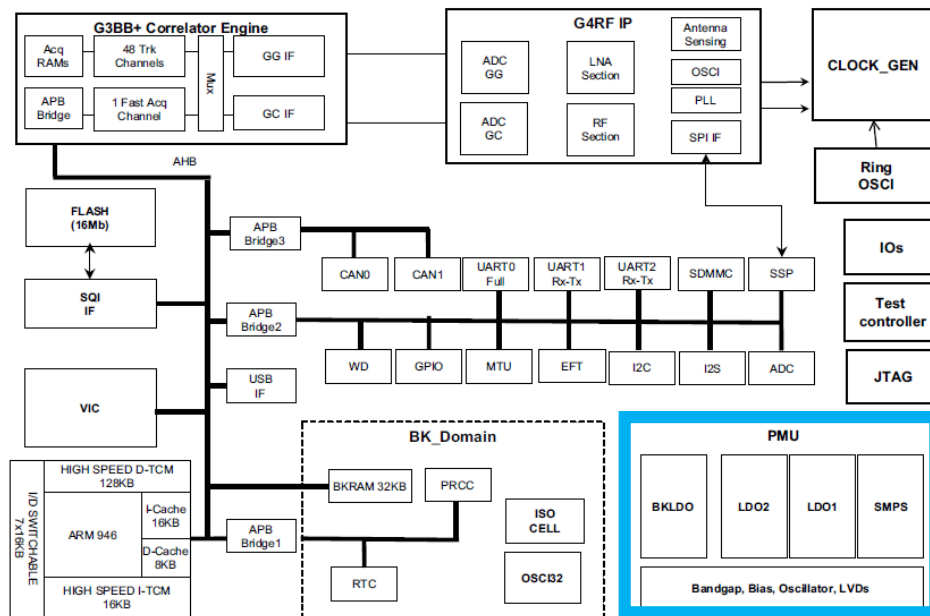 G3BB+ Correlator Engine
Acq
RAMs
48 Trk
Channels
Mux
GG IF
APB
Bridge
1 Fast Acq
Channel
GC IF
G4RF IP
ADC
GG
LNA
Section
Antenna
Sensing
OSCI
PLL
ADC
GC
RF
Section
SPI IF
CLOCK_GEN
Ring
OSCI
AHB
FLASH
(16Mb)
SQI
IF
VIC
APB
Bridge3
CAN0
CAN1
UART0
Full
UART1
Rx-Tx
UART2
Rx-Tx
SDMMC
SSP
APB
Bridge2
WD
GPIO
MTU
EFT
I2C
I2S
ADC
USB
IF
IOs
Test
controller
JTAG
I/D SWITCHABLE
7x16KB
HIGH SPEED D-TCM
128KB
ARM 946
I-Cache
16KB
D-Cache
8KB
HIGH SPEED I-TCM
16KB
APB
Bridge1
BK_Domain
BKRAM 32KB
PRCC
ISO
CELL
RTC
OSCI32
PMU
BKLDO
LDO2
LDO1
SMPS
Bandgap, Bias, Oscillator, LVDs